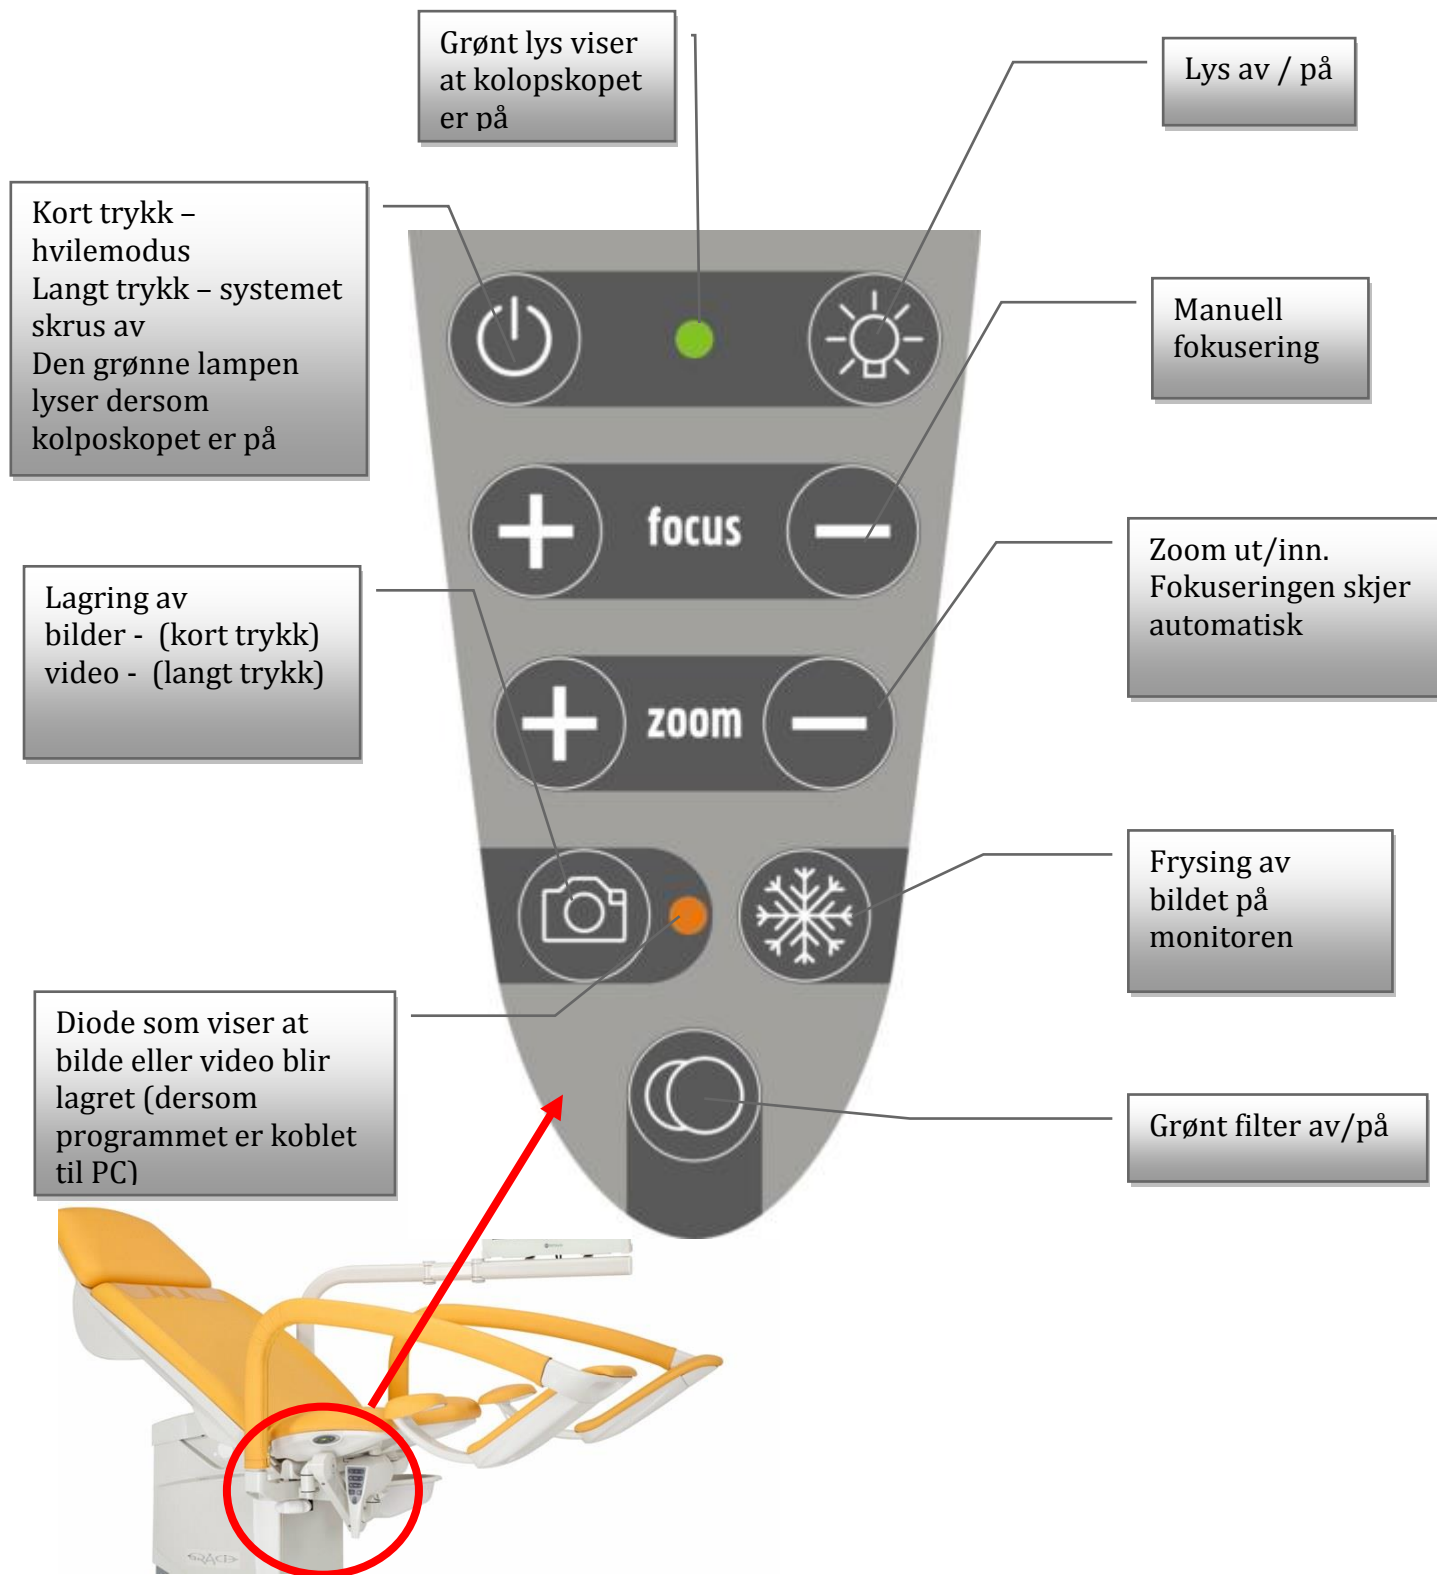 Grønt lys viser
at kolopskopet
er på
Lys av / på
Kort trykk –
hvilemodus
Langt trykk – systemet
skrus av
Den grønne lampen
lyser dersom
kolposkopet er på
Manuell
fokusering
focus
Zoom ut/inn.
Fokuseringen skjer
automatisk
Lagring av
bilder -  (kort trykk)
video -  (langt trykk)
zoom
Frysing av
bildet på
monitoren
Diode som viser at
bilde eller video blir
lagret (dersom
programmet er koblet
til PC)
Grønt filter av/på
GRACE